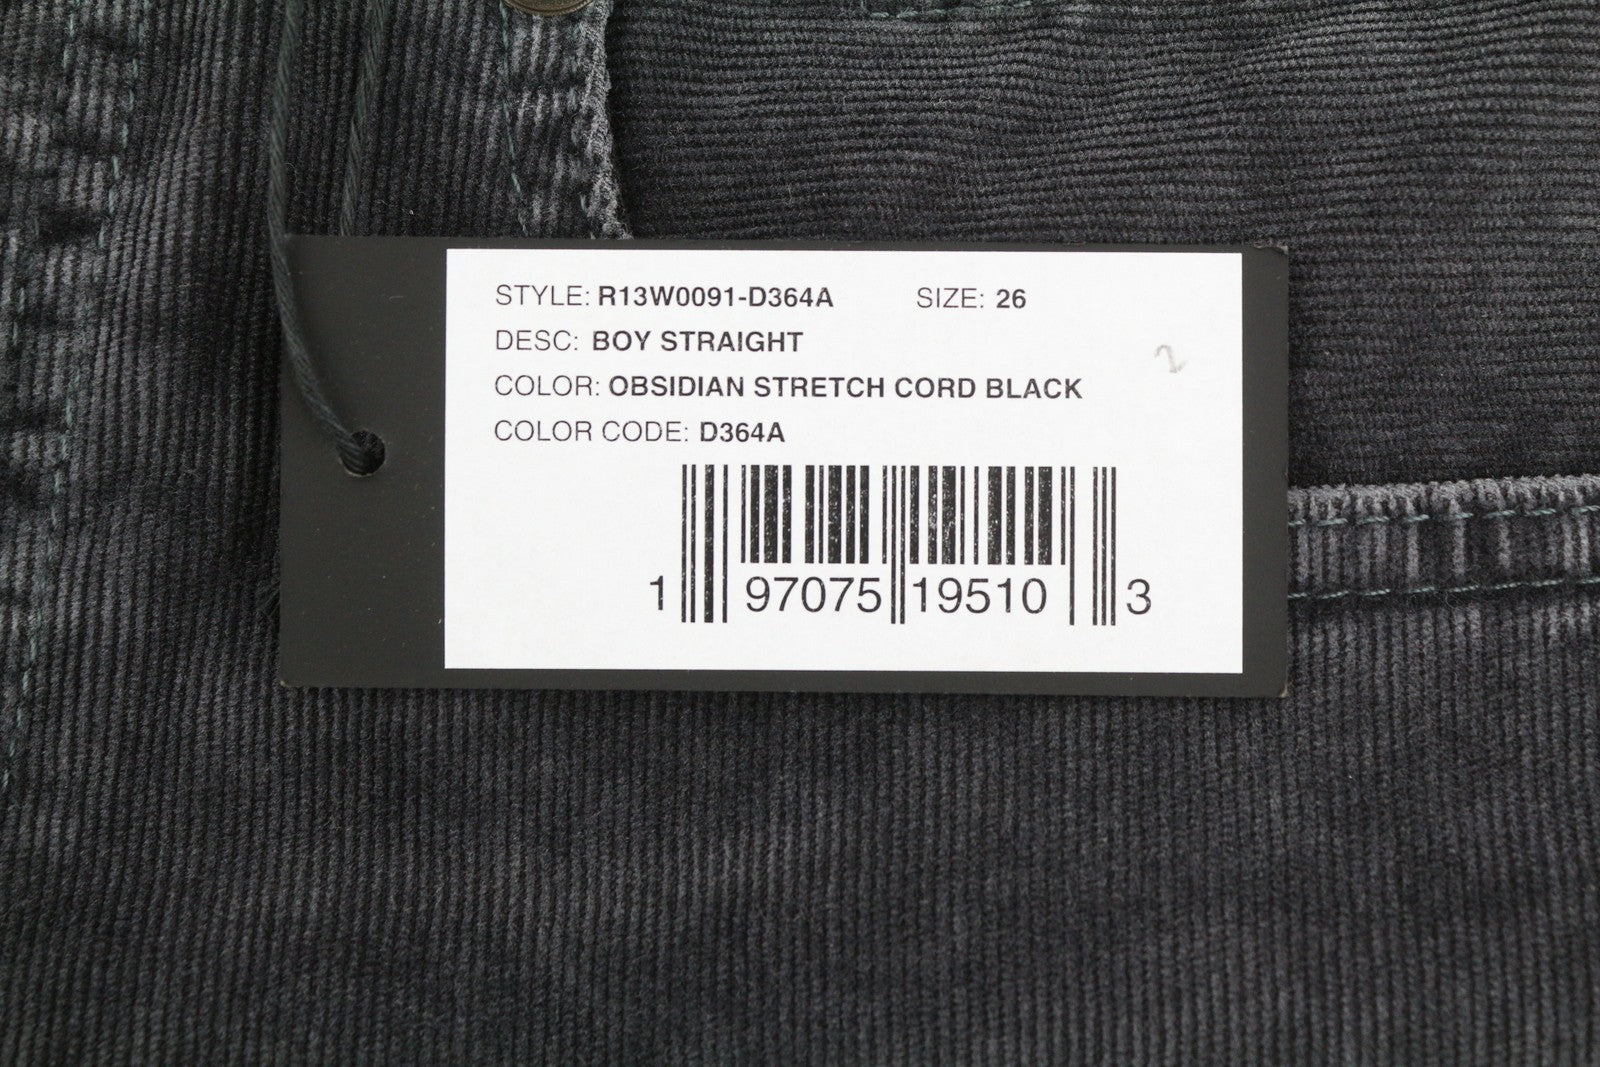 STYLE: R13W0091-D364A SIZE: 26
DESC: BOY STRAIGHT
2
COLOR: OBSIDIAN STRETCH CORD BLACK
COLOR CODE: D364A
1 97075 19510 3